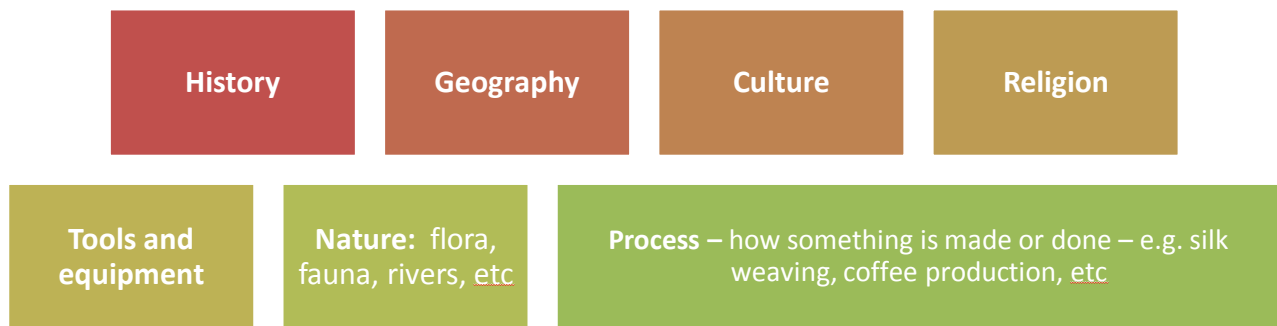 History
Geography
Culture
Religion
Tools and
equipment
Nature: flora,
fauna, rivers, etc
Process – how something is made or done – e.g. silk
weaving, coffee production, etc